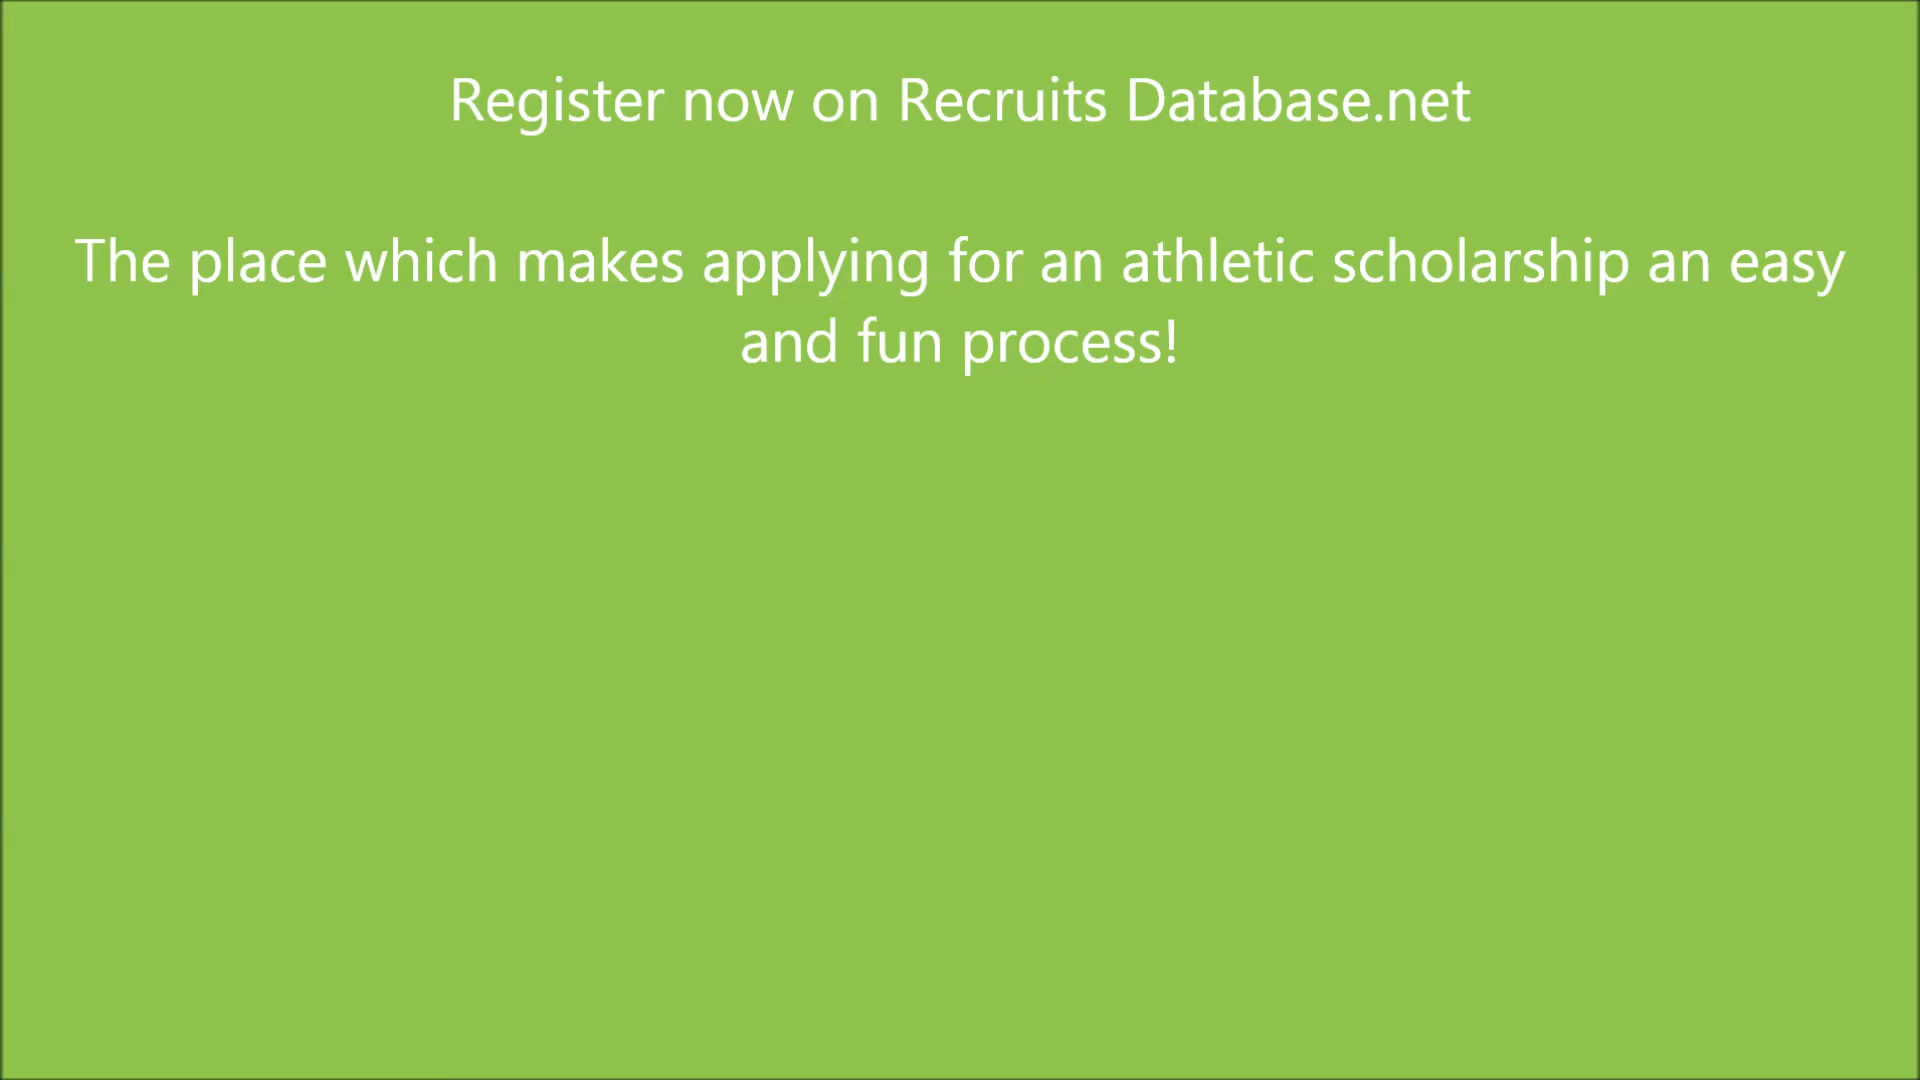 Register now on Recruits Database.net
The place which makes applying for an athletic scholarship an easy
and fun process!